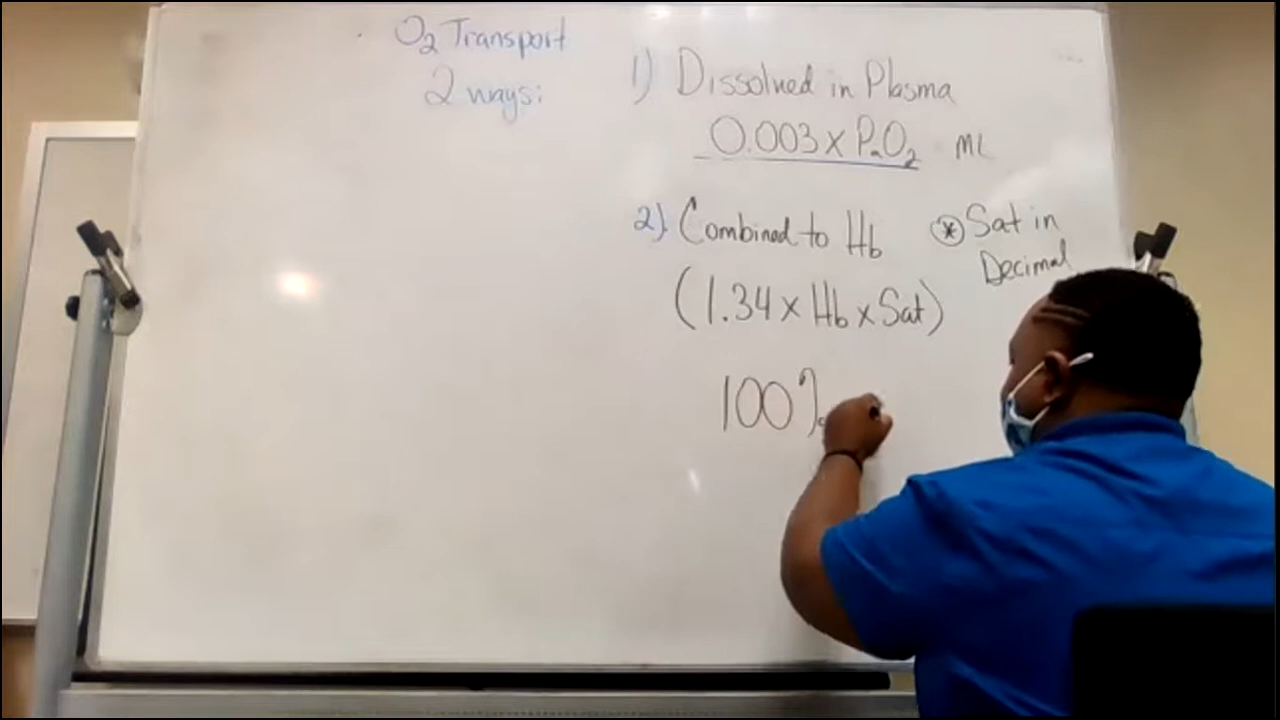 O₂ Transport
2 ways:
1) Dissolved in Plasma
0.003 x PaO₂ mL
2). Combined to Hb
(1.34 x Hb x Sat)
* Sat in
Decimal
100%